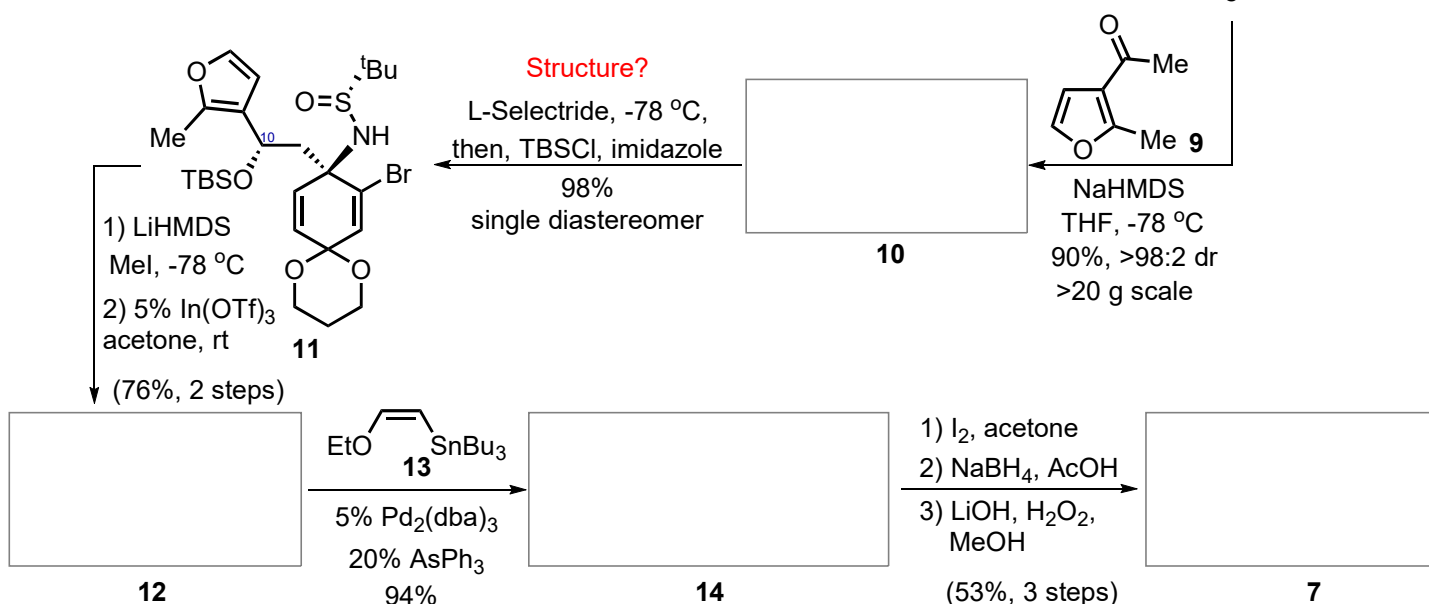 O
Me
O
Me 9
NaHMDS
THF, -78 °C
90%, >98:2 dr
>20 g scale
10
Structure?
L-Selectride, -78 °C,
then, TBSCl, imidazole
98%
single diastereomer
O
tBu
O=S
NH
Me
10
TBSO
Br
O O
11
1) LiHMDS
MeI, -78 °C
2) 5% In(OTf)3
acetone, rt
(76%, 2 steps)
12
EtO SnBu3
13
5% Pd2(dba)3
20% AsPh3
94%
14
1) I2, acetone
2) NaBH4, AcOH
3) LiOH, H2O2,
MeOH
(53%, 3 steps)
7